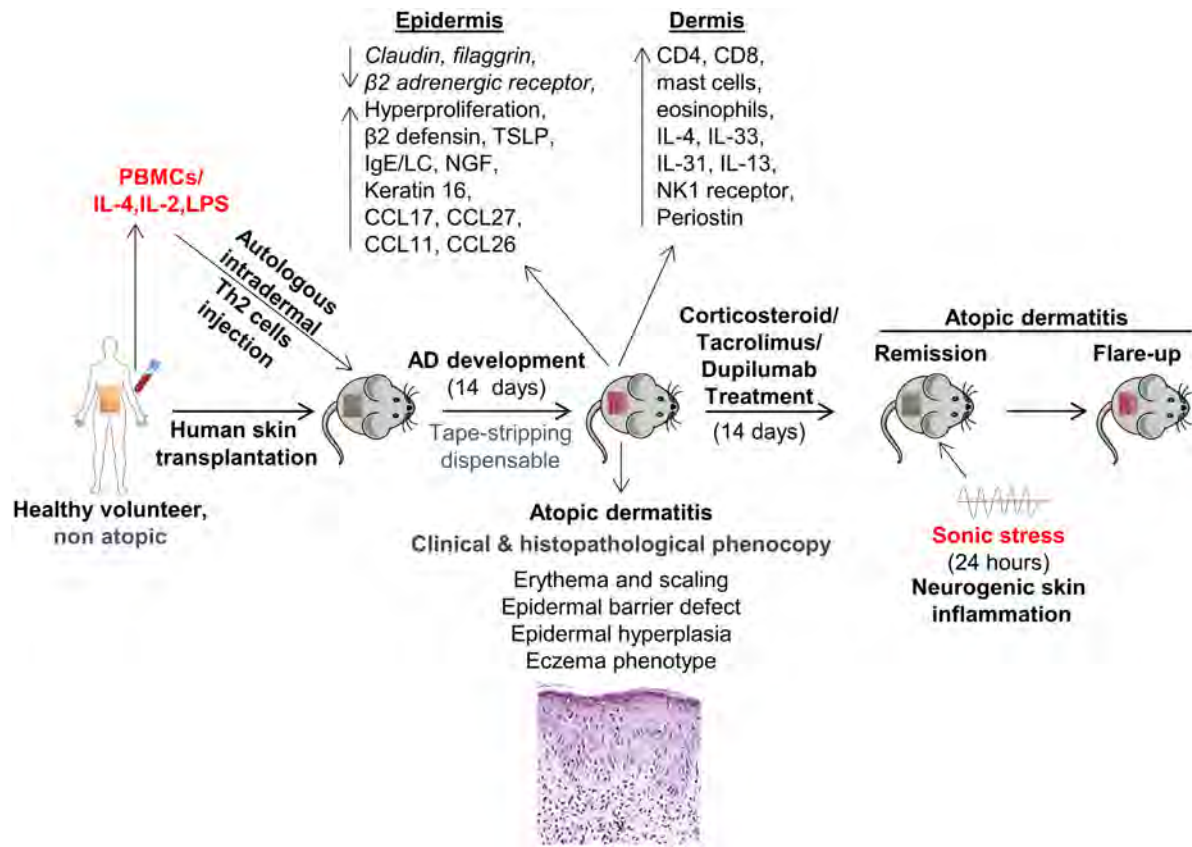 Epidermis
Claudin, filaggrin,
β2 adrenergic receptor,
Hyperproliferation,
β2 defensin, TSLP,
IgE/LC, NGF,
Keratin 16,
CCL17, CCL27,
CCL11, CCL26
Dermis
CD4, CD8,
mast cells,
eosinophils,
IL-4, IL-33,
IL-31, IL-13,
NK1 receptor,
Periostin
PBMCs/
IL-4,IL-2,LPS
Autologous
intradermal
Th2 cells
injection
Healthy volunteer,
non atopic
Human skin
transplantation
AD development
(14 days)
Tape-stripping
dispensable
Corticosteroid/
Tacrolimus/
Dupilumab
Treatment
(14 days)
Atopic dermatitis
Remission
Flare-up
Sonic stress
(24 hours)
Neurogenic skin
inflammation
Atopic dermatitis
Clinical & histopathological phenocopy
Erythema and scaling
Epidermal barrier defect
Epidermal hyperplasia
Eczema phenotype